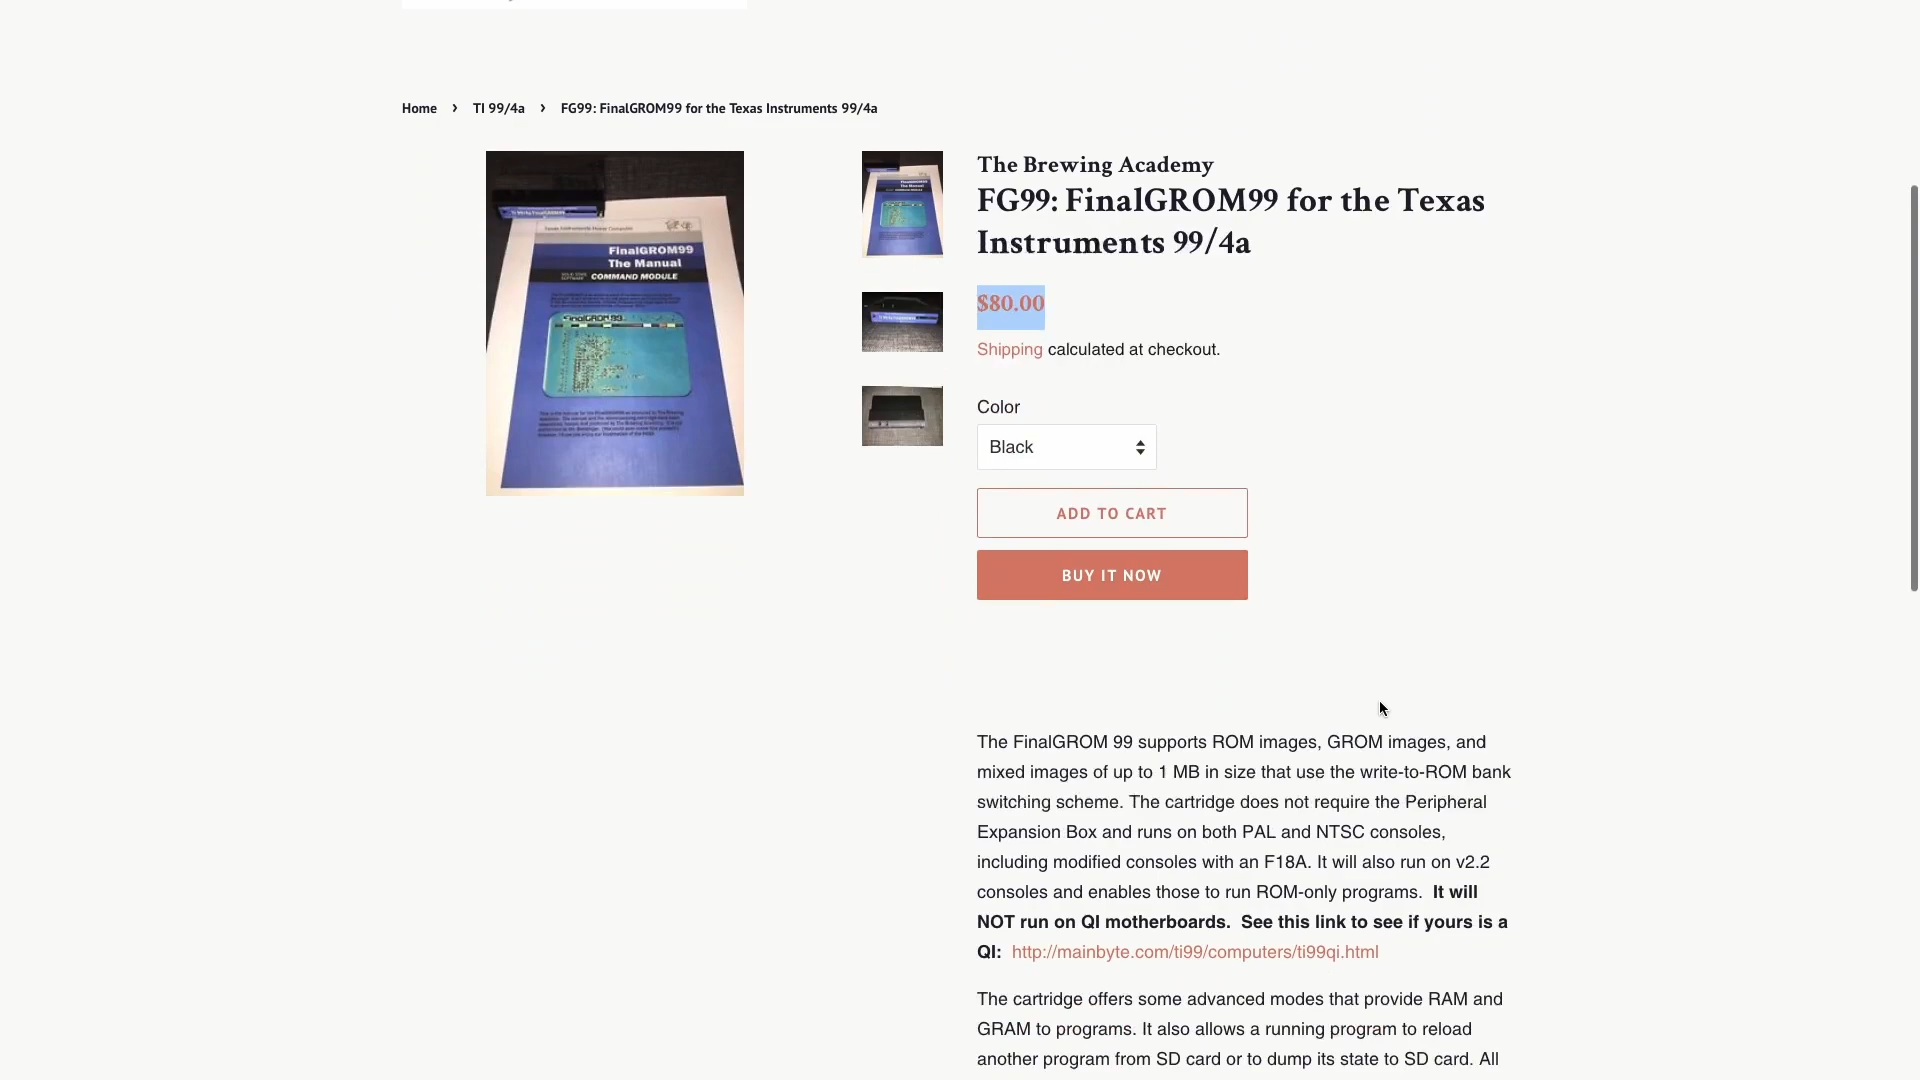 Home › TI 99/4a › FG99: FinalGROM99 for the Texas Instruments 99/4a
FinalGROM99
The Manual
COMMAND MODULE
The Brewing Academy
FG99: FinalGROM99 for the Texas
Instruments 99/4a
$80.00
Shipping calculated at checkout.
Color
Black
ADD TO CART
BUY IT NOW
The FinalGROM 99 supports ROM images, GROM images, and
mixed images of up to 1 MB in size that use the write-to-ROM bank
switching scheme. The cartridge does not require the Peripheral
Expansion Box and runs on both PAL and NTSC consoles,
including modified consoles with an F18A. It will also run on v2.2
consoles and enables those to run ROM-only programs. It will
NOT run on QI motherboards. See this link to see if yours is a
QI: http://mainbyte.com/ti99/computers/ti99qi.html
The cartridge offers some advanced modes that provide RAM and
GRAM to programs. It also allows a running program to reload
another program from SD card or to dump its state to SD card. All